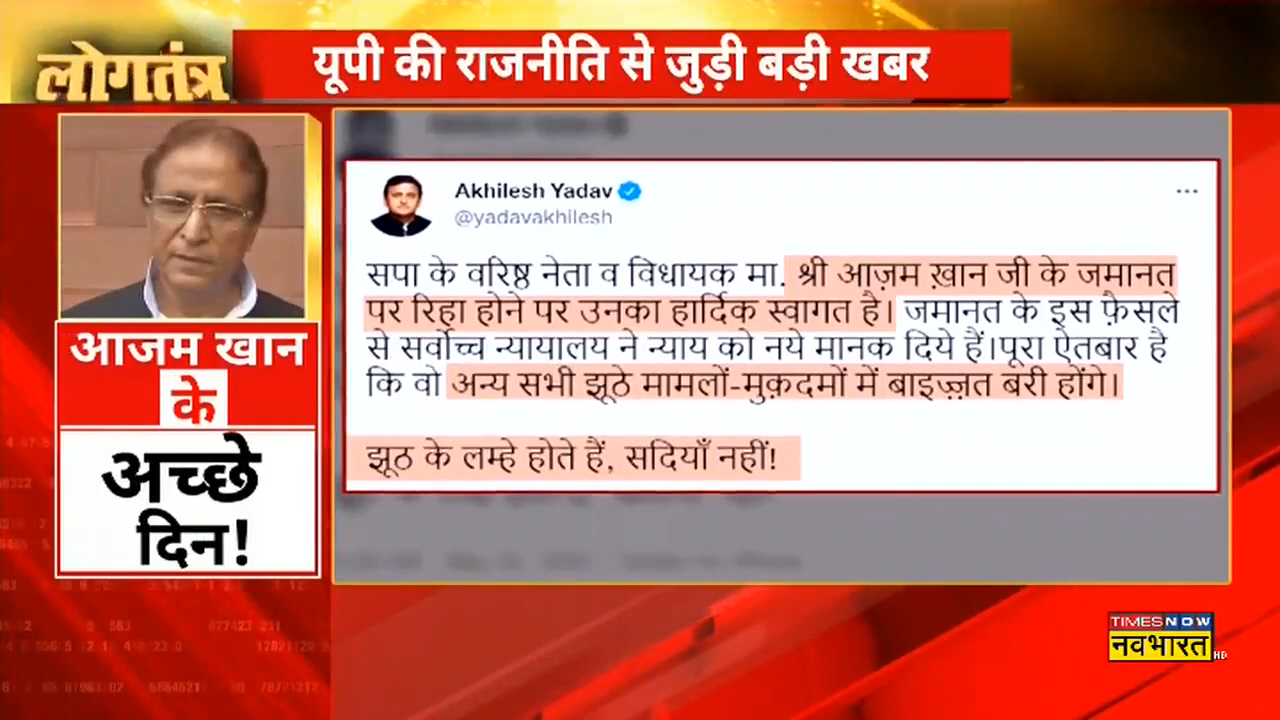 लोगतंत्र
यूपी की राजनीति से जुड़ी बड़ी खबर
आजम खान
के
अच्छे
दिन!
Akhilesh Yadav
@yadavakhilesh
सपा के वरिष्ठ नेता व विधायक मा. श्री आज़म ख़ान जी के जमानत
पर रिहा होने पर उनका हार्दिक स्वागत है। जमानत के इस फ़ैसले
से सर्वोच्च न्यायालय ने न्याय को नये मानक दिये हैं।पूरा ऐतबार है
कि वो अन्य सभी झूठे मामलों-मुक़दमों में बाइज़्ज़त बरी होंगे।
झूठ के लम्हे होते हैं, सदियाँ नहीं!
TIMES NOW
नवभारत
HD